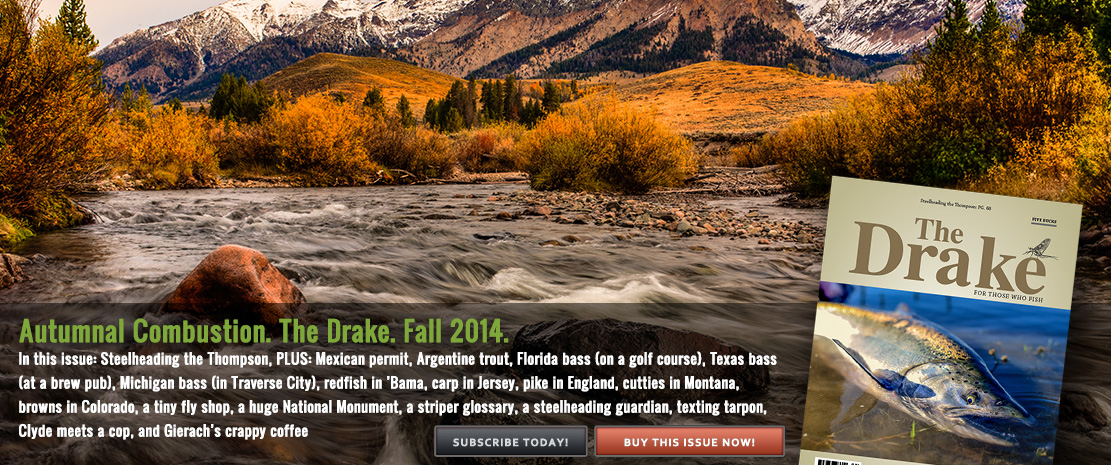 Steelheading the Thompson: PG. 60
FIVE BUCKS
The
Drake
FOR THOSE WHO FISH
Autumnal Combustion. The Drake. Fall 2014.
In this issue: Steelheading the Thompson, PLUS: Mexican permit, Argentine trout, Florida bass (on a golf course), Texas bass
(at a brew pub), Michigan bass (in Traverse City), redfish in 'Bama, carp in Jersey, pike in England, cutties in Montana,
browns in Colorado, a tiny fly shop, a huge National Monument, a striper glossary, a steelheading guardian, texting tarpon,
Clyde meets a cop, and Gierach's crappy coffee
SUBSCRIBE TODAY!
BUY THIS ISSUE NOW!